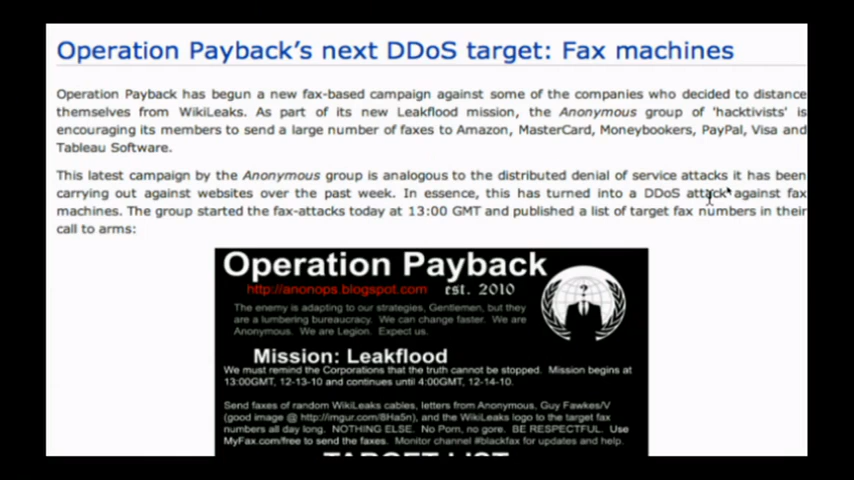 Operation Payback's next DDoS target: Fax machines
Operation Payback has begun a new fax-based campaign against some of the companies who decided to distance
themselves from WikiLeaks. As part of its new Leakflood mission, the Anonymous group of 'hacktivists' is
encouraging its members to send a large number of faxes to Amazon, MasterCard, Moneybookers, PayPal, Visa and
Tableau Software.
This latest campaign by the Anonymous group is analogous to the distributed denial of service attacks it has been
carrying out against websites over the past week. In essence, this has turned into a DDoS attack against fax
machines. The group started the fax-attacks today at 13:00 GMT and published a list of target fax numbers in their
call to arms:
Operation Payback
http://anonops.blogspot.com est. 2010
The enemy is adapting to our strategies, Gentlemen, but they
are a lumbering bureaucracy. We can change faster. We are
Anonymous. We are Legion. Expect us.
?
Mission: Leakflood
We must remind the Corporations that the truth cannot be stopped. Mission begins at
13:00GMT, 12-13-10 and continues until 4:00GMT, 12-14-10.
Send faxes of random WikiLeaks cables, letters from Anonymous, Guy Fawkes/V
(good image @ http://imgur.com/8Ha5n), and the WikiLeaks logo to the target fax
numbers all day long. NOTHING ELSE. No Porn, no gore. BE RESPECTFUL. Use
MyFax.com/free to send the faxes. Monitor channel #blackfax for updates and help.
TARGET LIST